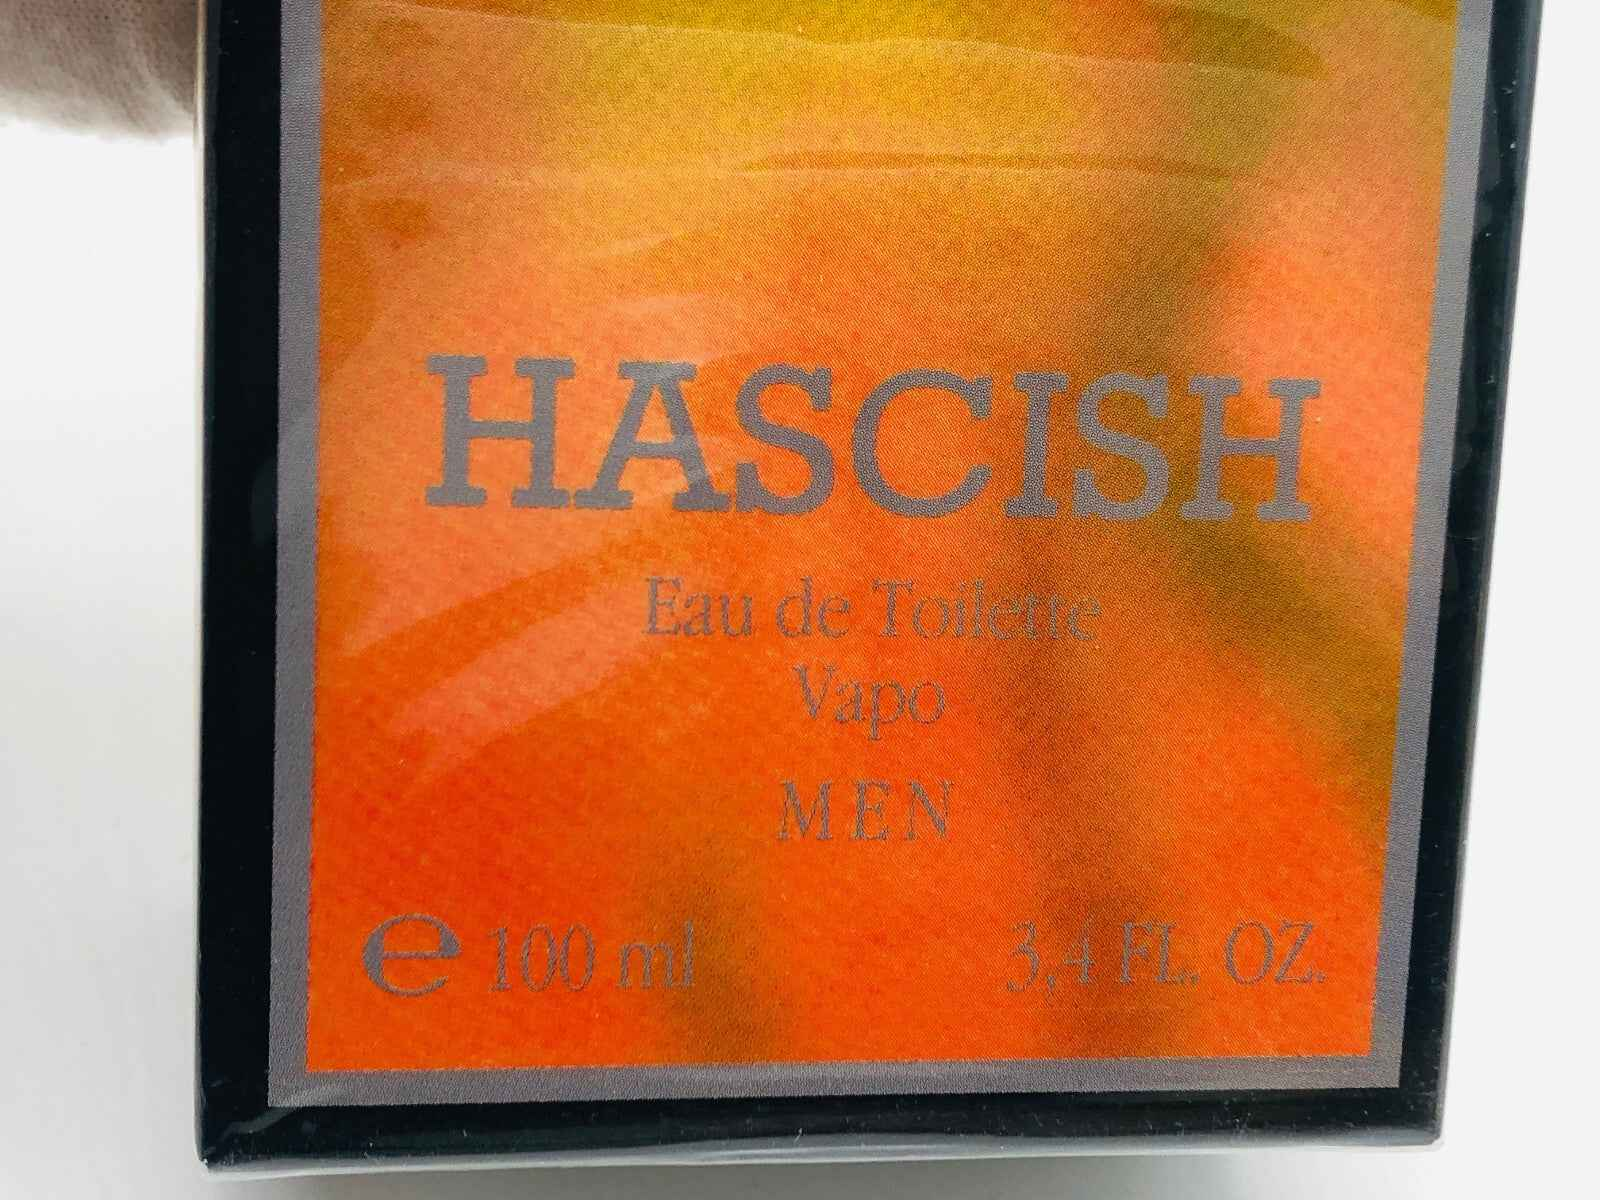 HASCISH
Eau de Toilette
Vapo
MEN
℮ 100 ml 3,4 FL. OZ.